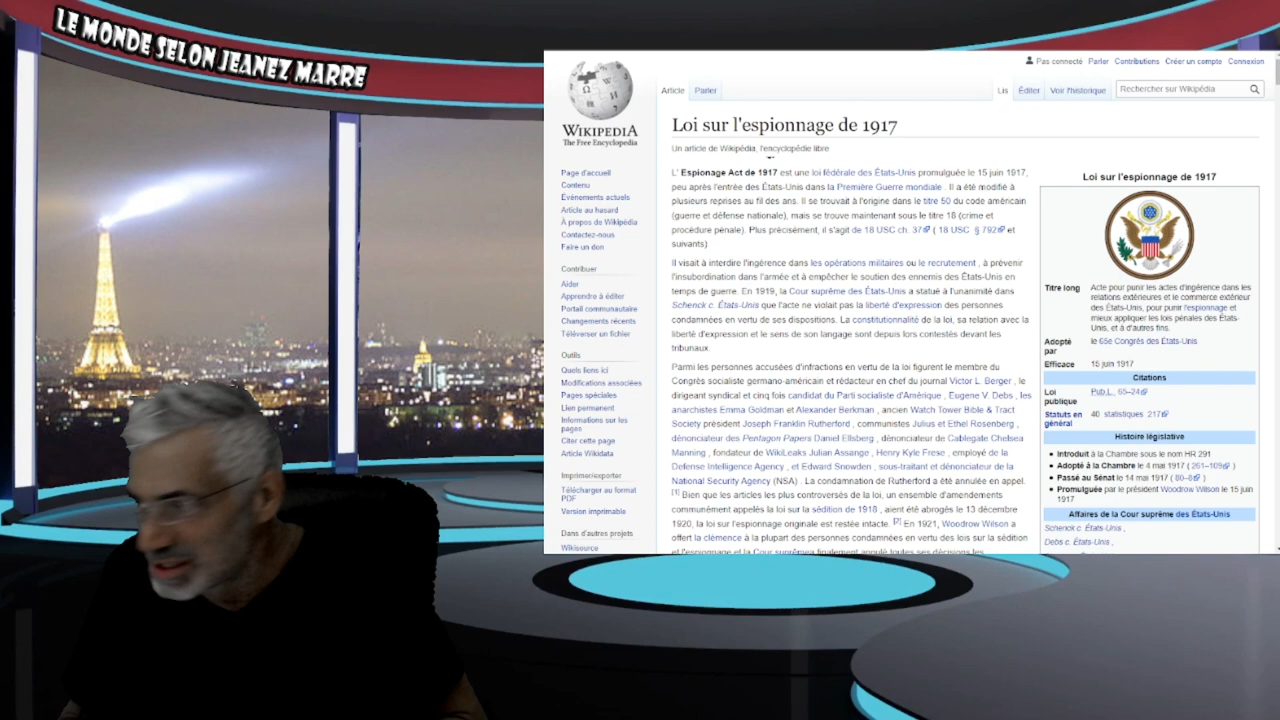 LE MONDE SELON JEANEZ MARRE
Pas connecté Parler Contributions Créer un compte Connexion
Article Parler Lis Éditer Voir l'historique Rechercher sur Wikipédia
WIKIPEDIA
The Free Encyclopedia
Page d'accueil
Contenu
Evénements actuels
Article au hasard
À propos de Wikipédia
Contactez-nous
Faire un don
Contribuer
Aider
Apprendre à éditer
Portail communautaire
Changements récents
Téléverser un fichier
Outils
Quels liens ici
Modifications associées
Pages spéciales
Lien permanent
Informations sur les
pages
Citer cette page
Article Wikidata
Imprimer/exporter
Télécharger au format
PDF
Version imprimable
Dans d'autres projets
Wikisource
Loi sur l'espionnage de 1917
Un article de Wikipédia, l'encyclopédie libre
L' Espionage Act de 1917 est une loi fédérale des États-Unis promulguée le 15 juin 1917,
peu après l'entrée des États-Unis dans la Première Guerre mondiale . Il a été modifié à
plusieurs reprises au fil des ans. Il se trouvait à l'origine dans le titre 50 du code américain
(guerre et défense nationale), mais se trouve maintenant sous le titre 18 (crime et
procédure pénale). Plus précisément, il s'agit de 18 USC ch. 37 ( 18 USC § 792 et
suivants)
Il visait à interdire l'ingérence dans les opérations militaires ou le recrutement , à prévenir
l'insubordination dans l'armée et à empêcher le soutien des ennemis des États-Unis en
temps de guerre. En 1919, la Cour suprême des États-Unis a statué à l'unanimité dans
Schenck c. États-Unis que l'acte ne violait pas la liberté d'expression des personnes
condamnées en vertu de ses dispositions. La constitutionnalité de la loi, sa relation avec la
liberté d'expression et le sens de son langage sont depuis lors contestés devant les
tribunaux.
Parmi les personnes accusées d'infractions en vertu de la loi figurent le membre du
Congrès socialiste germano-américain et rédacteur en chef du journal Victor L. Berger , le
dirigeant syndical et cinq fois candidat du Parti socialiste d'Amérique , Eugene V. Debs , les
anarchistes Emma Goldman et Alexander Berkman , ancien Watch Tower Bible & Tract
Society président Joseph Franklin Rutherford , communistes Julius et Ethel Rosenberg ,
dénonciateur des Pentagon Papers Daniel Ellsberg , dénonciateur de Cablegate Chelsea
Manning , fondateur de WikiLeaks Julian Assange , Henry Kyle Frese , employé de la
Defense Intelligence Agency , et Edward Snowden , sous-traitant et dénonciateur de la
National Security Agency (NSA) . La condamnation de Rutherford a été annulée en appel.
[1] Bien que les articles les plus controversés de la loi, un ensemble d'amendements
communément appelés la loi sur la sédition de 1918 , aient été abrogés le 13 décembre
1920, la loi sur l'espionnage originale est restée intacte. [2] En 1921, Woodrow Wilson a
offert la clémence à la plupart des personnes condamnées en vertu des lois sur la sédition
et l'espionnage et la Cour suprêmea finalement annulé toutes ses décisions les
Loi sur l'espionnage de 1917
Titre long Acte pour punir les actes d'ingérence dans les
relations extérieures et le commerce extérieur
des États-Unis, pour punir l'espionnage et
mieux appliquer les lois pénales des États-
Unis, et à d'autres fins.
Adopté par le 65e Congrès des États-Unis
Efficace 15 juin 1917
Citations
Loi publique Pub.L. 65–24
Statuts en général 40 statistiques 217
Histoire législative
Introduit à la Chambre sous le nom HR 291
Adopté à la Chambre le 4 mai 1917 ( 261–109 )
Passé au Sénat le 14 mai 1917 ( 80–8 )
Promulguée par le président Woodrow Wilson le 15 juin
1917
Affaires de la Cour suprême des États-Unis
Schenck c. États-Unis ,
Debs c. États-Unis ,